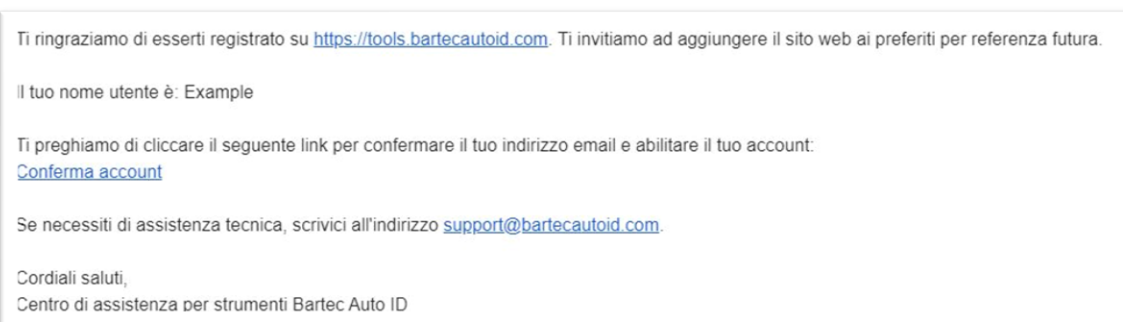 Ti ringraziamo di esserti registrato su https://tools.bartecautoid.com. Ti invitiamo ad aggiungere il sito web ai preferiti per referenza futura.
Il tuo nome utente è: Example
Ti preghiamo di cliccare il seguente link per confermare il tuo indirizzo email e abilitare il tuo account:
Conferma account
Se necessiti di assistenza tecnica, scrivici all'indirizzo support@bartecautoid.com.
Cordiali saluti,
Centro di assistenza per strumenti Bartec Auto ID